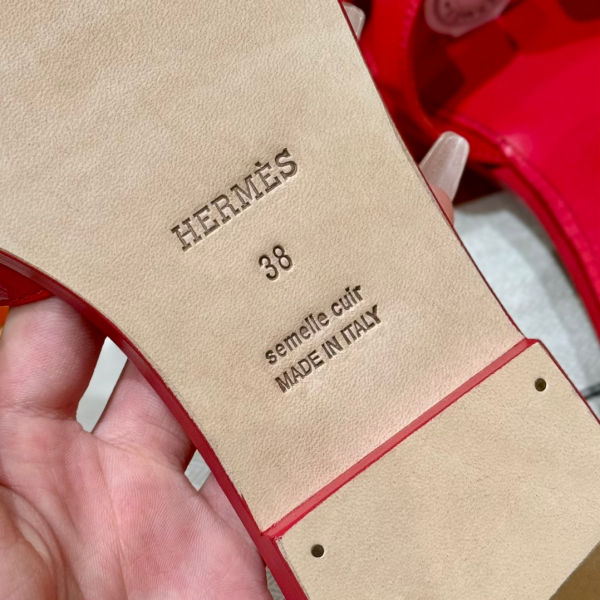 HERMÈS
38
semelle cuir
MADE IN ITALY